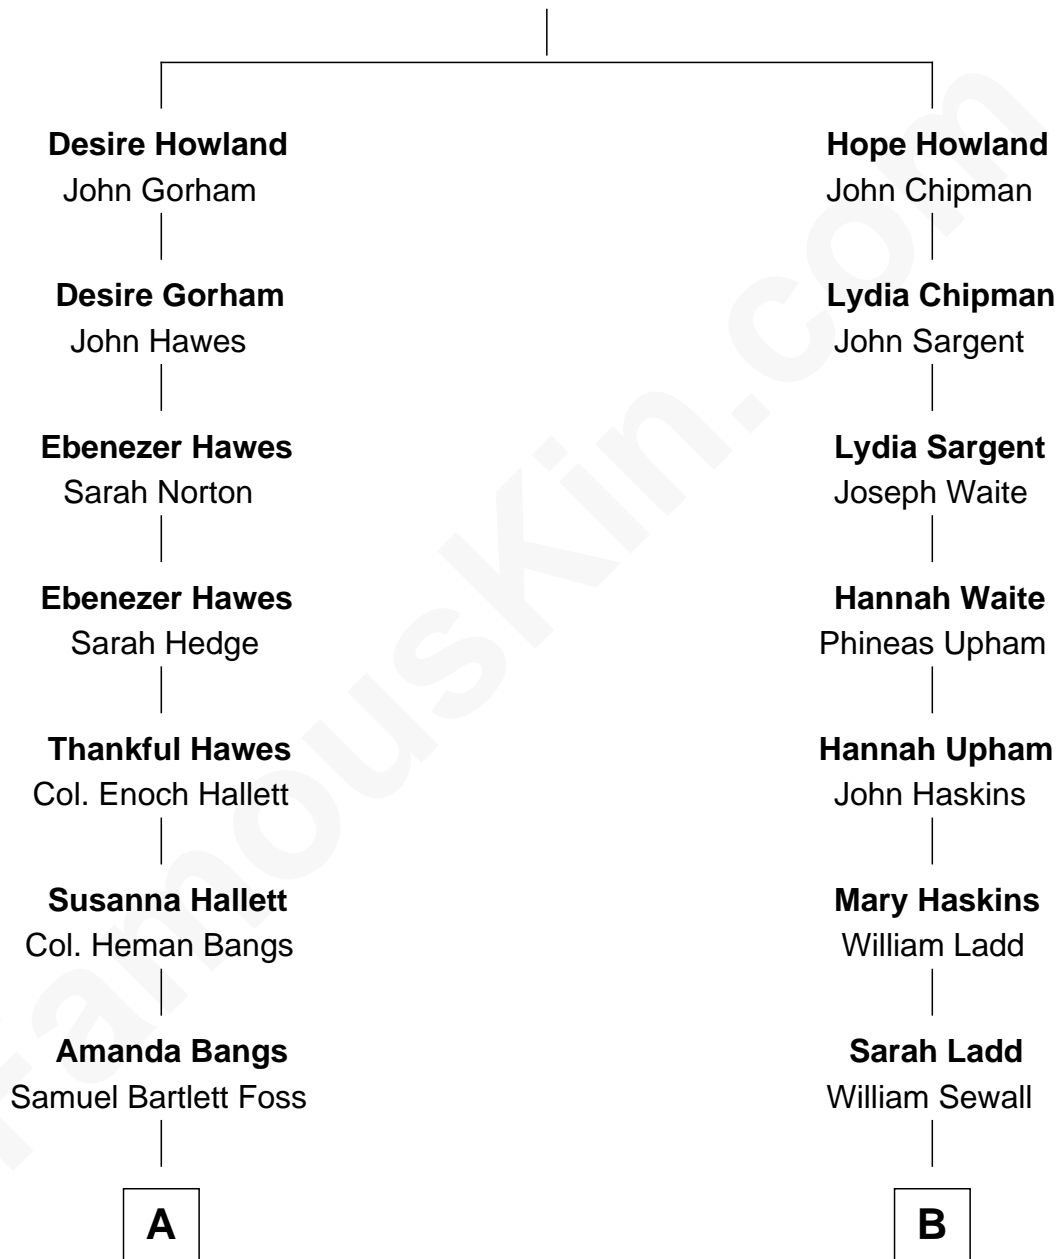 Desire Howland
John Gorham
Desire Gorham
John Hawes
Ebenezer Hawes
Sarah Norton
Ebenezer Hawes
Sarah Hedge
Thankful Hawes
Col. Enoch Hallett
Susanna Hallett
Col. Heman Bangs
Amanda Bangs
Samuel Bartlett Foss
A
Hope Howland
John Chipman
Lydia Chipman
John Sargent
Lydia Sargent
Joseph Waite
Hannah Waite
Phineas Upham
Hannah Upham
John Haskins
Mary Haskins
William Ladd
Sarah Ladd
William Sewall
B
FamousKin.com